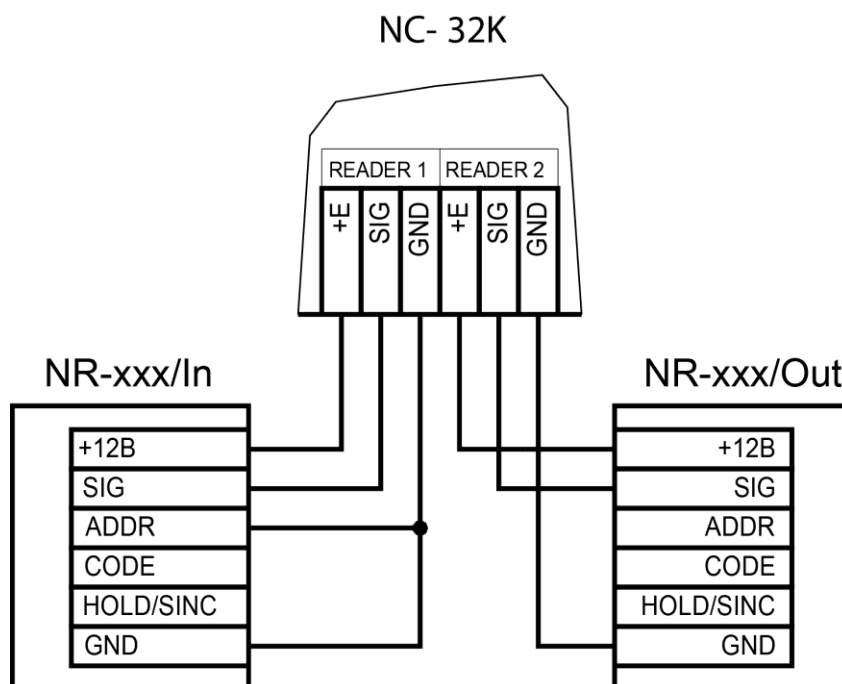 NC- 32K
READER 1 READER 2
+E SIG GND +E SIG GND
NR-xxx/In
+12B
SIG
ADDR
CODE
HOLD/SINC
GND
NR-xxx/Out
+12B
SIG
ADDR
CODE
HOLD/SINC
GND